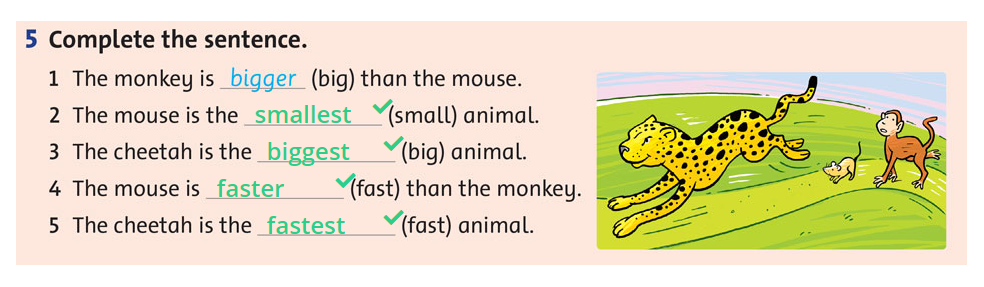 5 Complete the sentence.
1 The monkey is bigger (big) than the mouse.
2 The mouse is the smallest (small) animal.
3 The cheetah is the biggest (big) animal.
4 The mouse is faster (fast) than the monkey.
5 The cheetah is the fastest (fast) animal.